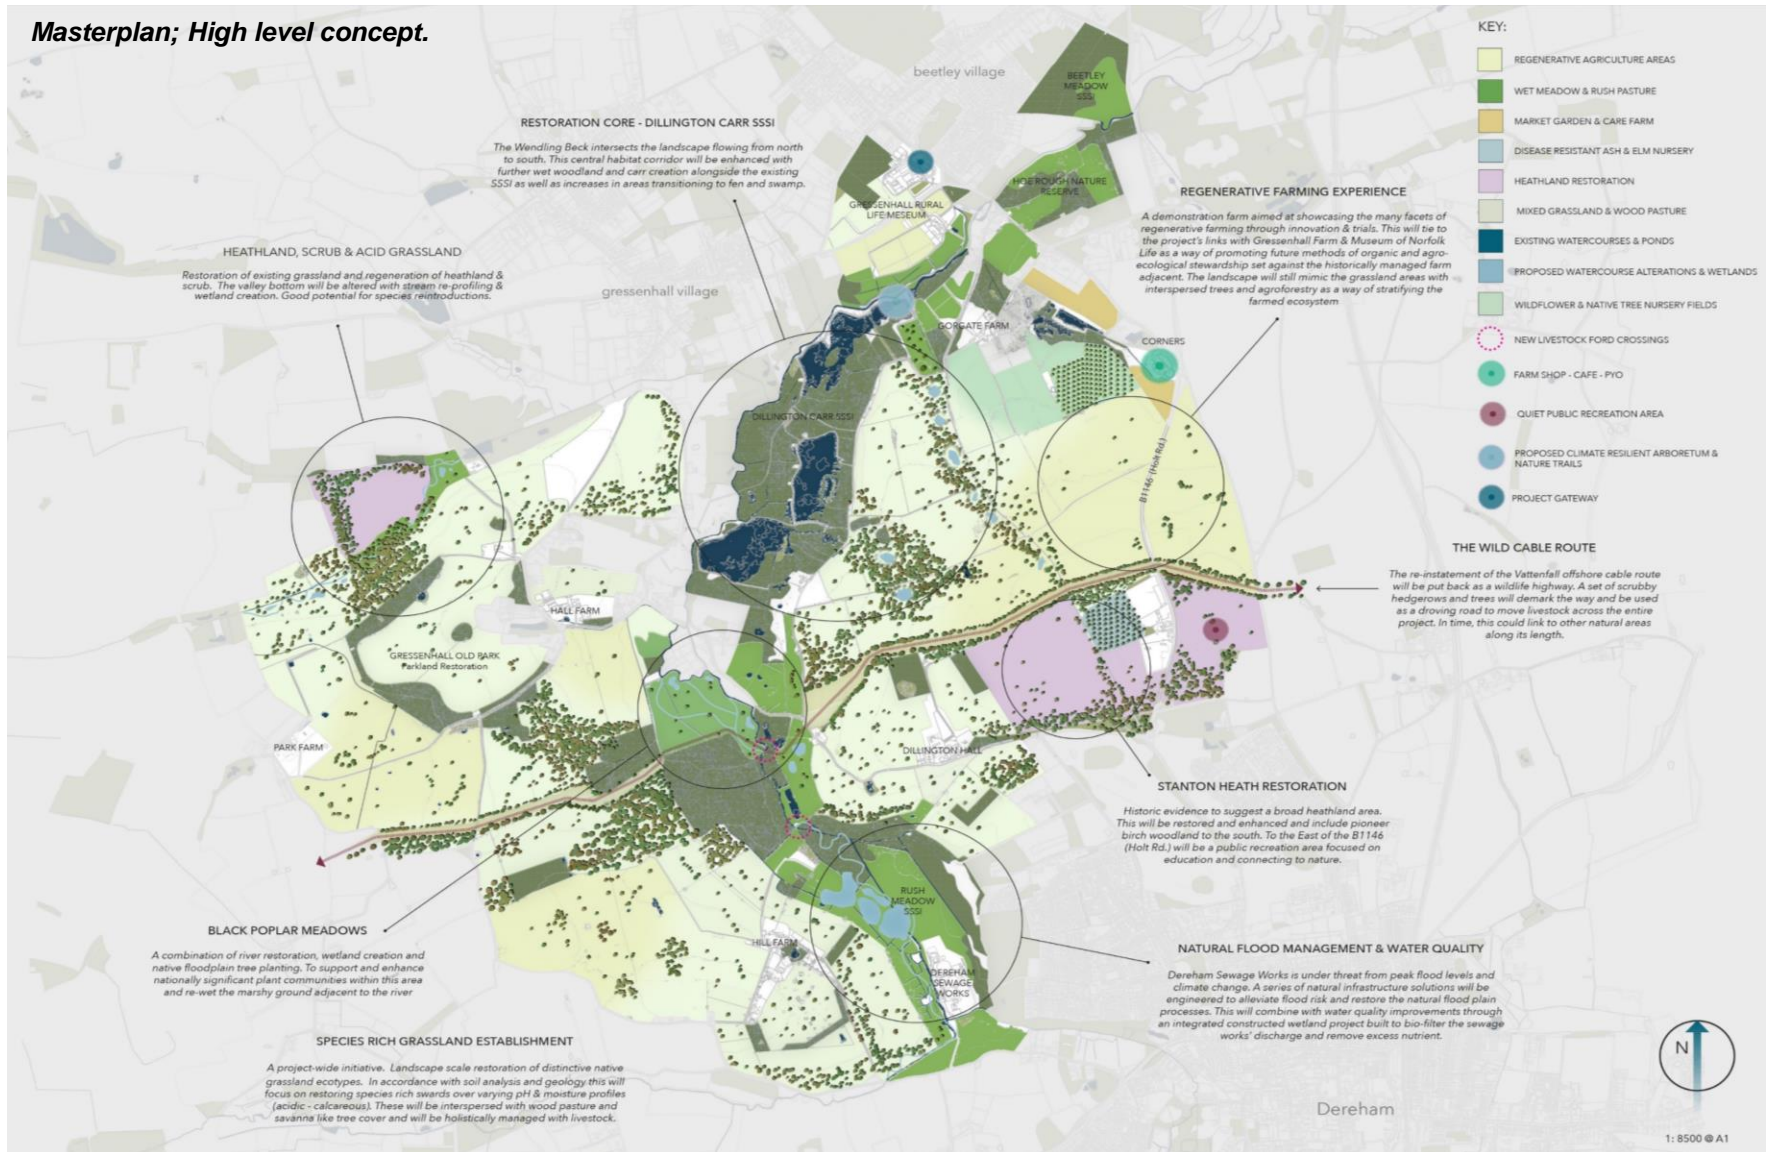 Masterplan; High level concept.
KEY:
REGENERATIVE AGRICULTURE AREAS
WET MEADOW & RUSH PASTURE
MARKET GARDEN & CARE FARM
DISEASE RESISTANT ASH & ELM NURSERY
HEATHLAND RESTORATION
MIXED GRASSLAND & WOOD PASTURE
EXISTING WATERCOURSES & PONDS
PROPOSED WATERCOURSE ALTERATIONS & WETLANDS
WILDFLOWER & NATIVE TREE NURSERY FIELDS
NEW LIVESTOCK FORD CROSSINGS
FARM SHOP - CAFE - PYO
QUIET PUBLIC RECREATION AREA
PROPOSED CLIMATE RESILIENT ARBORETUM &
NATURE TRAILS
PROJECT GATEWAY
beetley village
BEETLEY
MEADOW
SSSI
RESTORATION CORE - DILLINGTON CARR SSSI
The Wendling Beck intersects the landscape flowing from north
to south. This central habitat corridor will be enhanced with
further wet woodland and carr creation alongside the existing
SSSI as well as increases in areas transitioning to fen and swamp.
HOE ROUGH NATURE
RESERVE
GRESSENHALL RURAL
LIFE MESEUM
REGENERATIVE FARMING EXPERIENCE
A demonstration farm aimed at showcasing the many facets of
regenerative farming through innovation & trials. This will tie to
the project's links with Gressenhall Farm & Museum of Norfolk
Life as a way of promoting future methods of organic and agro-
ecological stewardship set against the historically managed farm
adjacent. The landscape will still mimic the grassland areas with
interspersed trees and agroforestry as a way of stratifying the
farmed ecosystem
HEATHLAND, SCRUB & ACID GRASSLAND
Restoration of existing grassland and regeneration of heathland &
scrub. The valley bottom will be altered with stream re-profiling &
wetland creation. Good potential for species reintroductions.
gressenhall village
GORGATE FARM
CORNERS
DILLINGTON CARR SSSI
B1146 (Holt Rd.)
THE WILD CABLE ROUTE
The re-instatement of the Vattenfall offshore cable route
will be put back as a wildlife highway. A set of scrubby
hedgerows and trees will demark the way and be used
as a droving road to move livestock across the entire
project. In time, this could link to other natural areas
along its length.
HALL FARM
GRESSENHALL OLD PARK
Parkland Restoration
PARK FARM
DILLINGTON HALL
STANTON HEATH RESTORATION
Historic evidence to suggest a broad heathland area.
This will be restored and enhanced and include pioneer
birch woodland to the south. To the East of the B1146
(Holt Rd.) will be a public recreation area focused on
education and connecting to nature.
RUSH
MEADOW
SSSI
HILL FARM
DEREHAM
SEWAGE
WORKS
BLACK POPLAR MEADOWS
A combination of river restoration, wetland creation and
native floodplain tree planting. To support and enhance
nationally significant plant communities within this area
and re-wet the marshy ground adjacent to the river
NATURAL FLOOD MANAGEMENT & WATER QUALITY
Dereham Sewage Works is under threat from peak flood levels and
climate change. A series of natural infrastructure solutions will be
engineered to alleviate flood risk and restore the natural flood plain
processes. This will combine with water quality improvements through
an integrated constructed wetland project built to bio-filter the sewage
works' discharge and remove excess nutrient.
SPECIES RICH GRASSLAND ESTABLISHMENT
A project-wide initiative. Landscape scale restoration of distinctive native
grassland ecotypes. In accordance with soil analysis and geology this will
focus on restoring species rich swards over varying pH & moisture profiles
(acidic - calcareous). These will be interspersed with wood pasture and
savanna like tree cover and will be holistically managed with livestock.
N
Dereham
1: 8500 @ A1